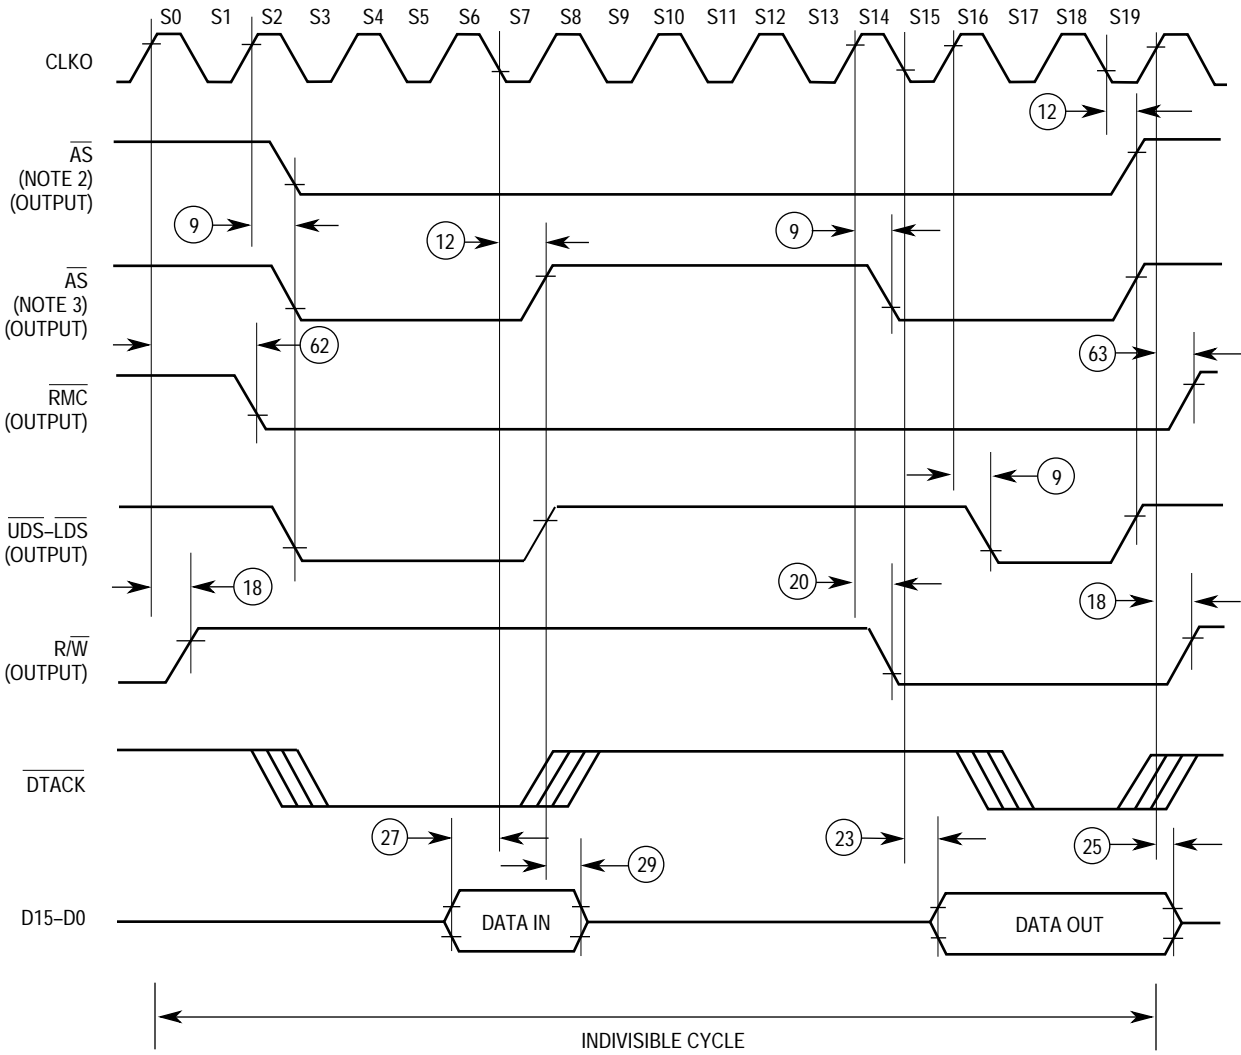 S0 S1 S2 S3 S4 S5 S6 S7 S8 S9 S10 S11 S12 S13 S14 S15 S16 S17 S18 S19
CLKO
12
AS
(NOTE 2)
(OUTPUT)
9
12
9
AS
(NOTE 3)
(OUTPUT)
62
63
RMC
(OUTPUT)
9
UDS–LDS
(OUTPUT)
18
20
18
R/W
(OUTPUT)
DTACK
27
23
25
29
D15–D0
DATA IN
DATA OUT
INDIVISIBLE CYCLE